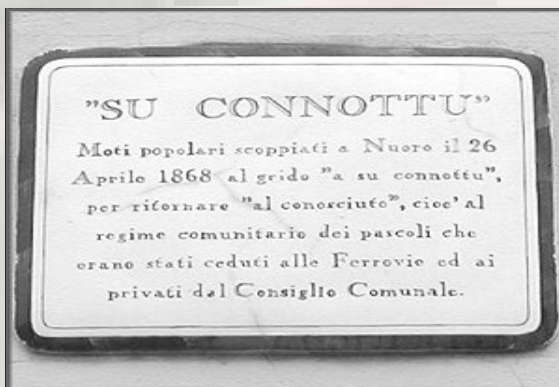 "SU CONNOTTU"
Moti popolari scoppiati a Nuoro il 26
Aprile 1868 al grido "a su connottu",
per ritornare "al conosciuto", cioe' al
regime comunitario dei pascoli che
erano stati ceduti alle Ferrovie ed ai
privati dal Consiglio Comunale.